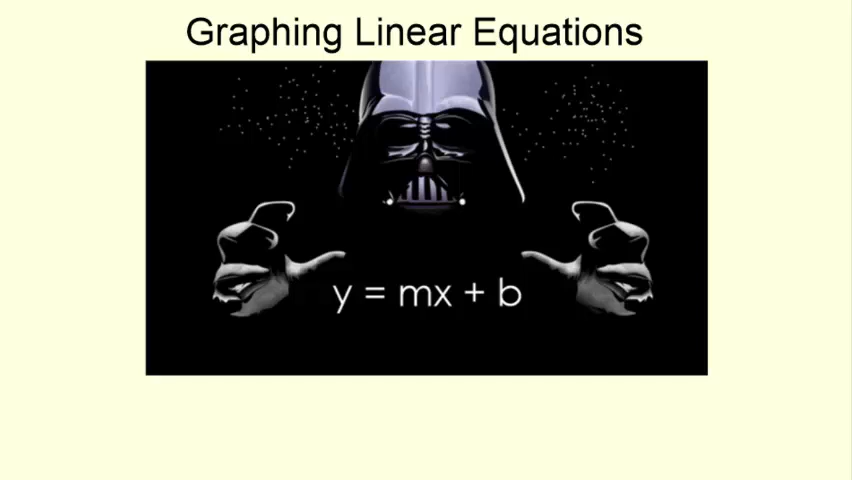 Graphing Linear Equations
y = mx + b